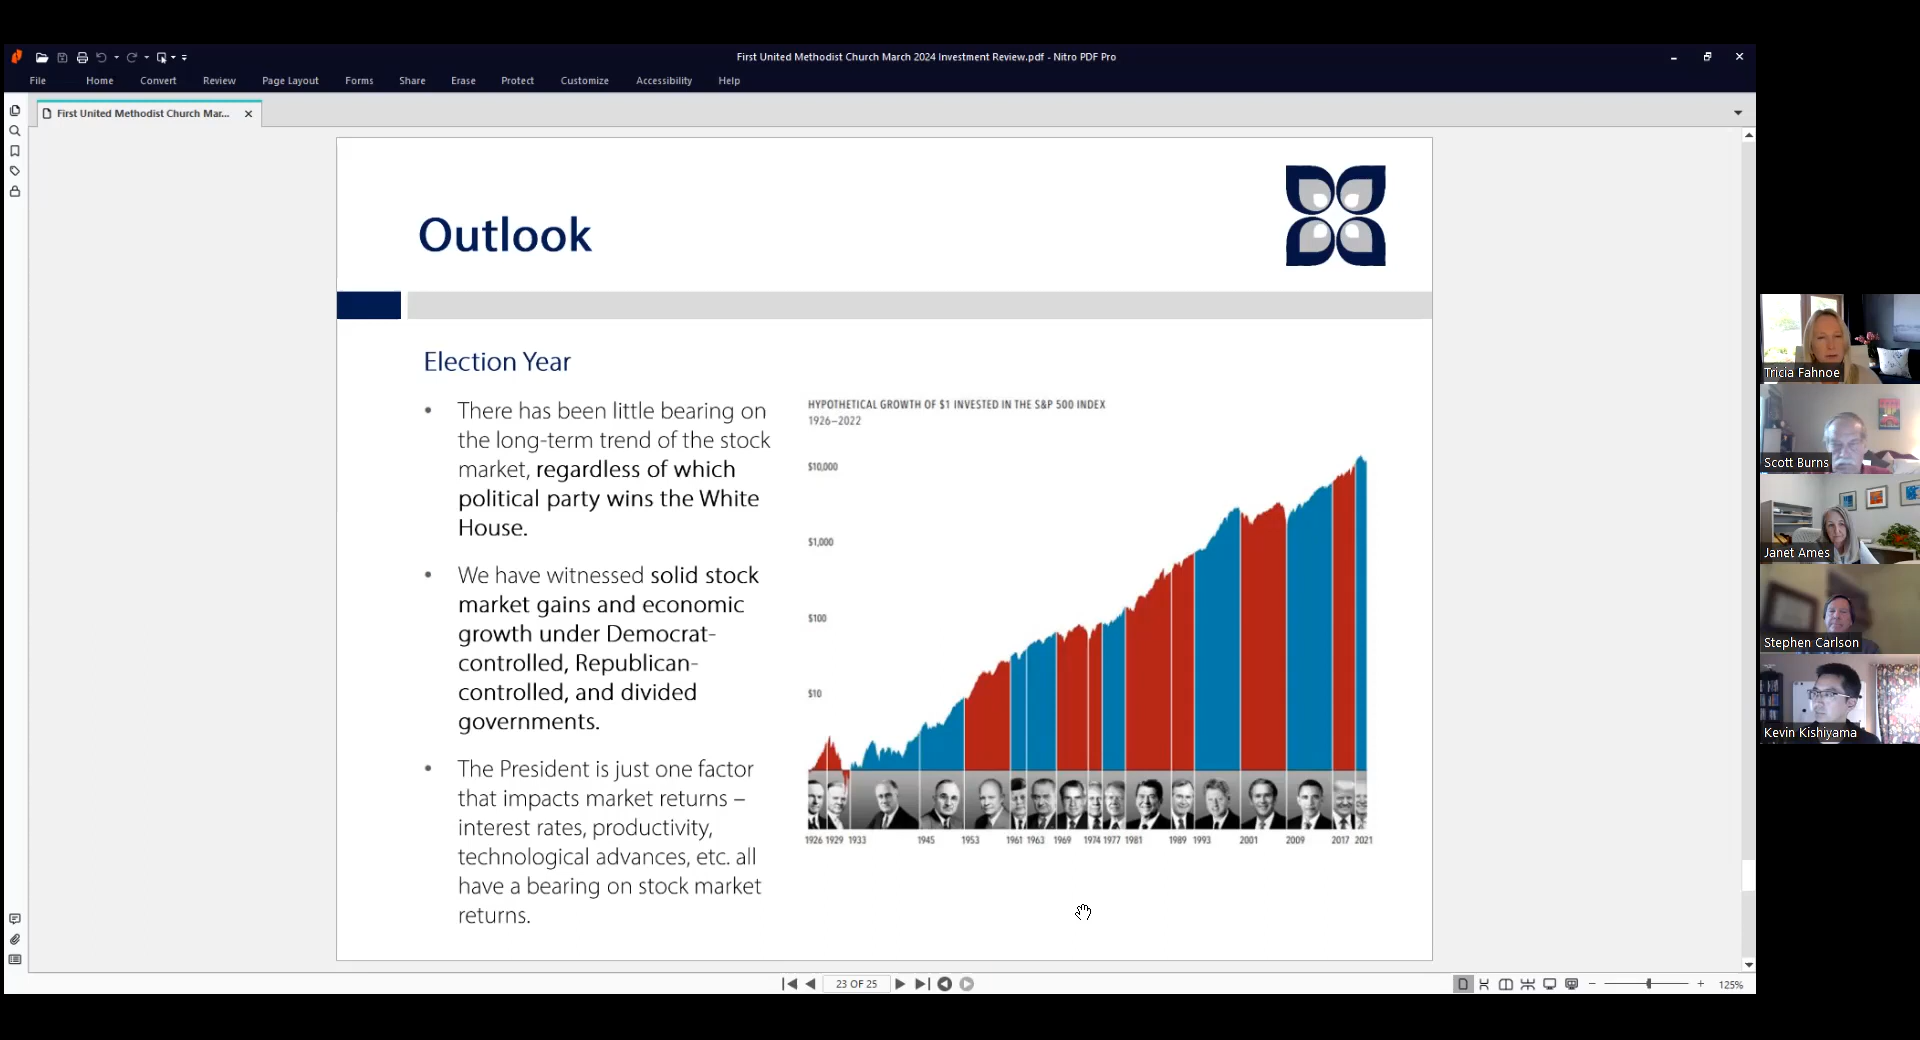 First United Methodist Church March 2024 Investment Review.pdf - Nitro PDF Pro
File Home Convert Review Page Layout Forms Share Erase Protect Customize Accessibility Help
First United Methodist Church Mar...
Outlook
Election Year
• There has been little bearing on
the long-term trend of the stock
market, regardless of which
political party wins the White
House.
• We have witnessed solid stock
market gains and economic
growth under Democrat-
controlled, Republican-
controlled, and divided
governments.
• The President is just one factor
that impacts market returns –
interest rates, productivity,
technological advances, etc. all
have a bearing on stock market
returns.
HYPOTHETICAL GROWTH OF $1 INVESTED IN THE S&P 500 INDEX
1926–2022
$10,000
$1,000
$100
$10
1926 1929 1933 1945 1953 1961 1963 1969 1974 1977 1981 1989 1993 2001 2009 2017 2021
Tricia Fahnoe
Scott Burns
Janet Ames
Stephen Carlson
Kevin Kishiyama
23 OF 25
125%